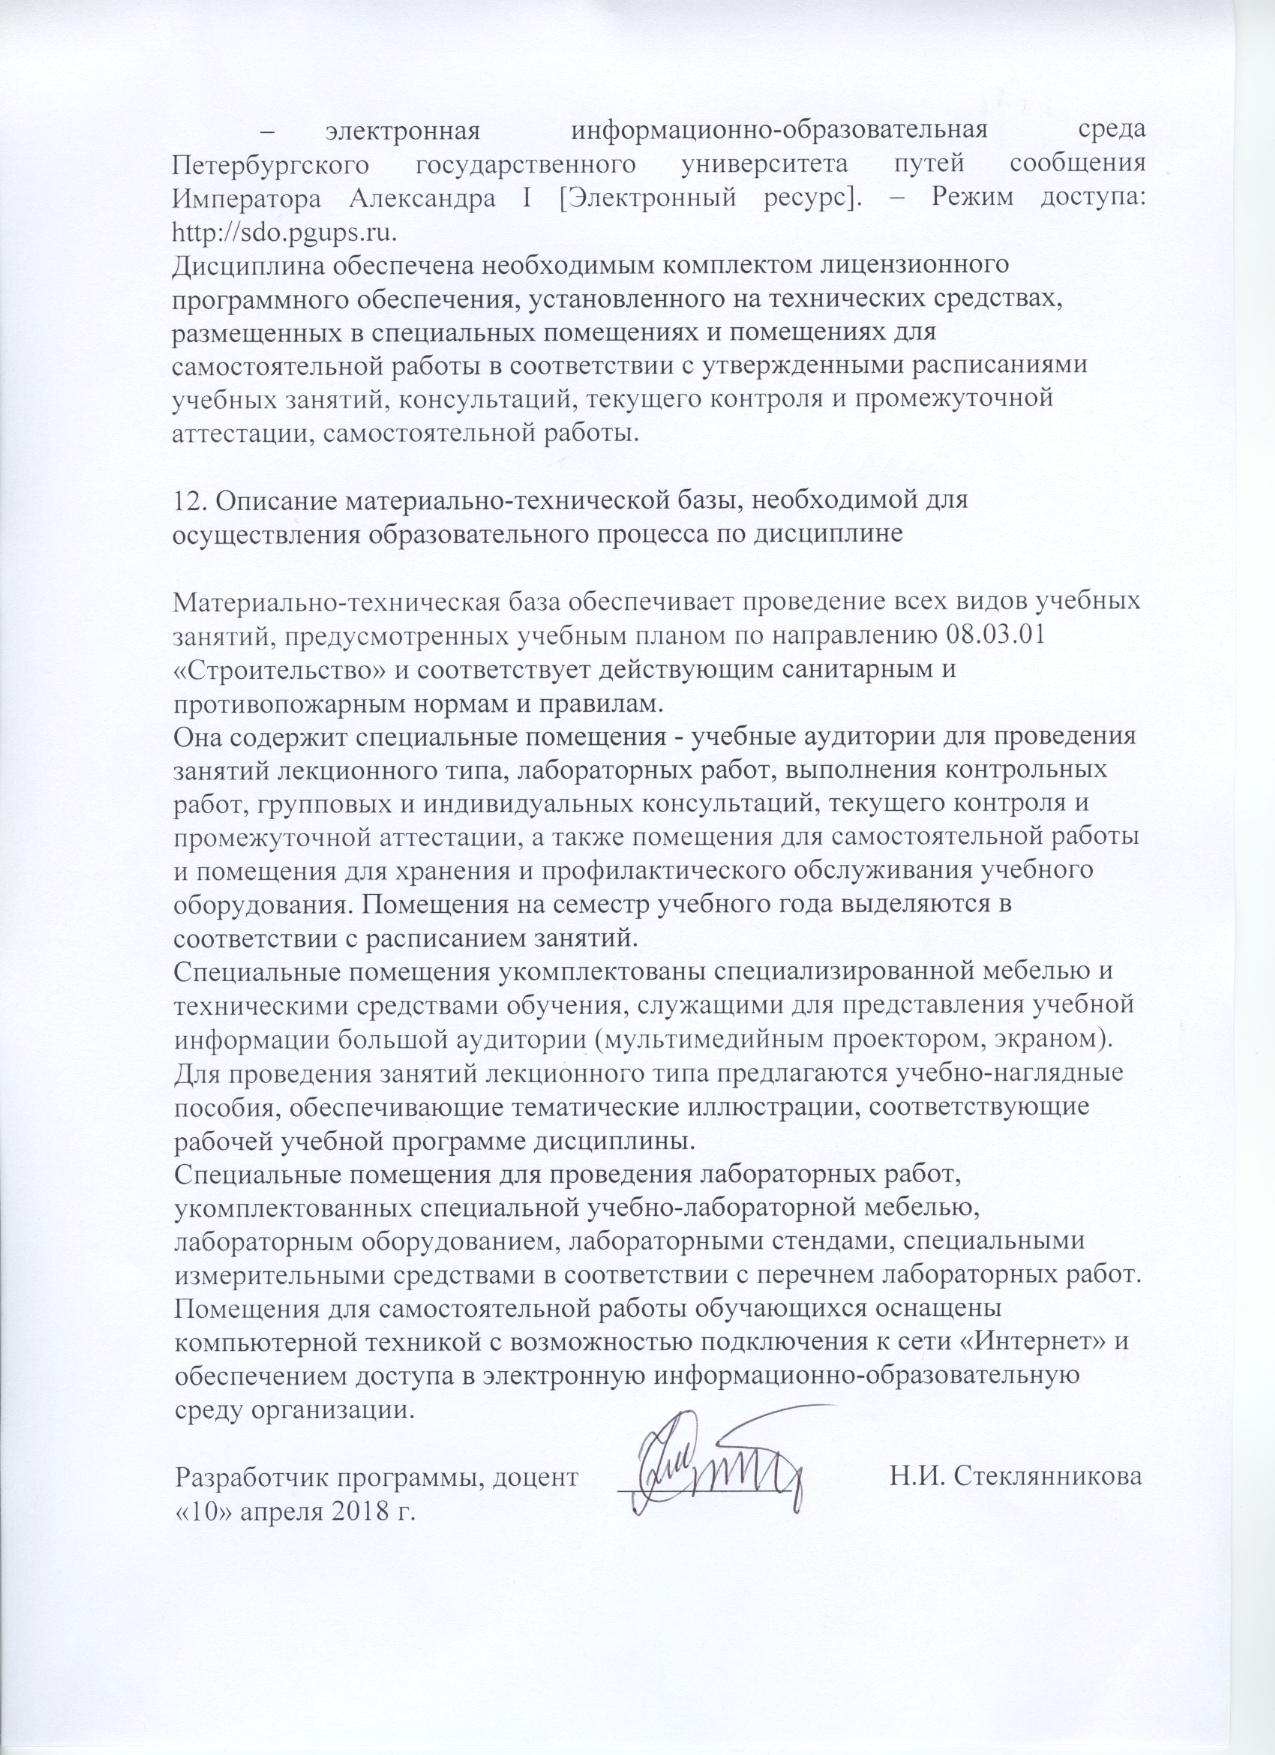 – электронная информационно-образовательная среда
Петербургского государственного университета путей сообщения
Императора Александра I [Электронный ресурс]. – Режим доступа:
http://sdo.pgups.ru.
Дисциплина обеспечена необходимым комплектом лицензионного
программного обеспечения, установленного на технических средствах,
размещенных в специальных помещениях и помещениях для
самостоятельной работы в соответствии с утвержденными расписаниями
учебных занятий, консультаций, текущего контроля и промежуточной
аттестации, самостоятельной работы.
12. Описание материально-технической базы, необходимой для
осуществления образовательного процесса по дисциплине
Материально-техническая база обеспечивает проведение всех видов учебных
занятий, предусмотренных учебным планом по направлению 08.03.01
«Строительство» и соответствует действующим санитарным и
противопожарным нормам и правилам.
Она содержит специальные помещения - учебные аудитории для проведения
занятий лекционного типа, лабораторных работ, выполнения контрольных
работ, групповых и индивидуальных консультаций, текущего контроля и
промежуточной аттестации, а также помещения для самостоятельной работы
и помещения для хранения и профилактического обслуживания учебного
оборудования. Помещения на семестр учебного года выделяются в
соответствии с расписанием занятий.
Специальные помещения укомплектованы специализированной мебелью и
техническими средствами обучения, служащими для представления учебной
информации большой аудитории (мультимедийным проектором, экраном).
Для проведения занятий лекционного типа предлагаются учебно-наглядные
пособия, обеспечивающие тематические иллюстрации, соответствующие
рабочей учебной программе дисциплины.
Специальные помещения для проведения лабораторных работ,
укомплектованных специальной учебно-лабораторной мебелью,
лабораторным оборудованием, лабораторными стендами, специальными
измерительными средствами в соответствии с перечнем лабораторных работ.
Помещения для самостоятельной работы обучающихся оснащены
компьютерной техникой с возможностью подключения к сети «Интернет» и
обеспечением доступа в электронную информационно-образовательную
среду организации.
Разработчик программы, доцент Н.И. Стеклянникова
«10» апреля 2018 г.